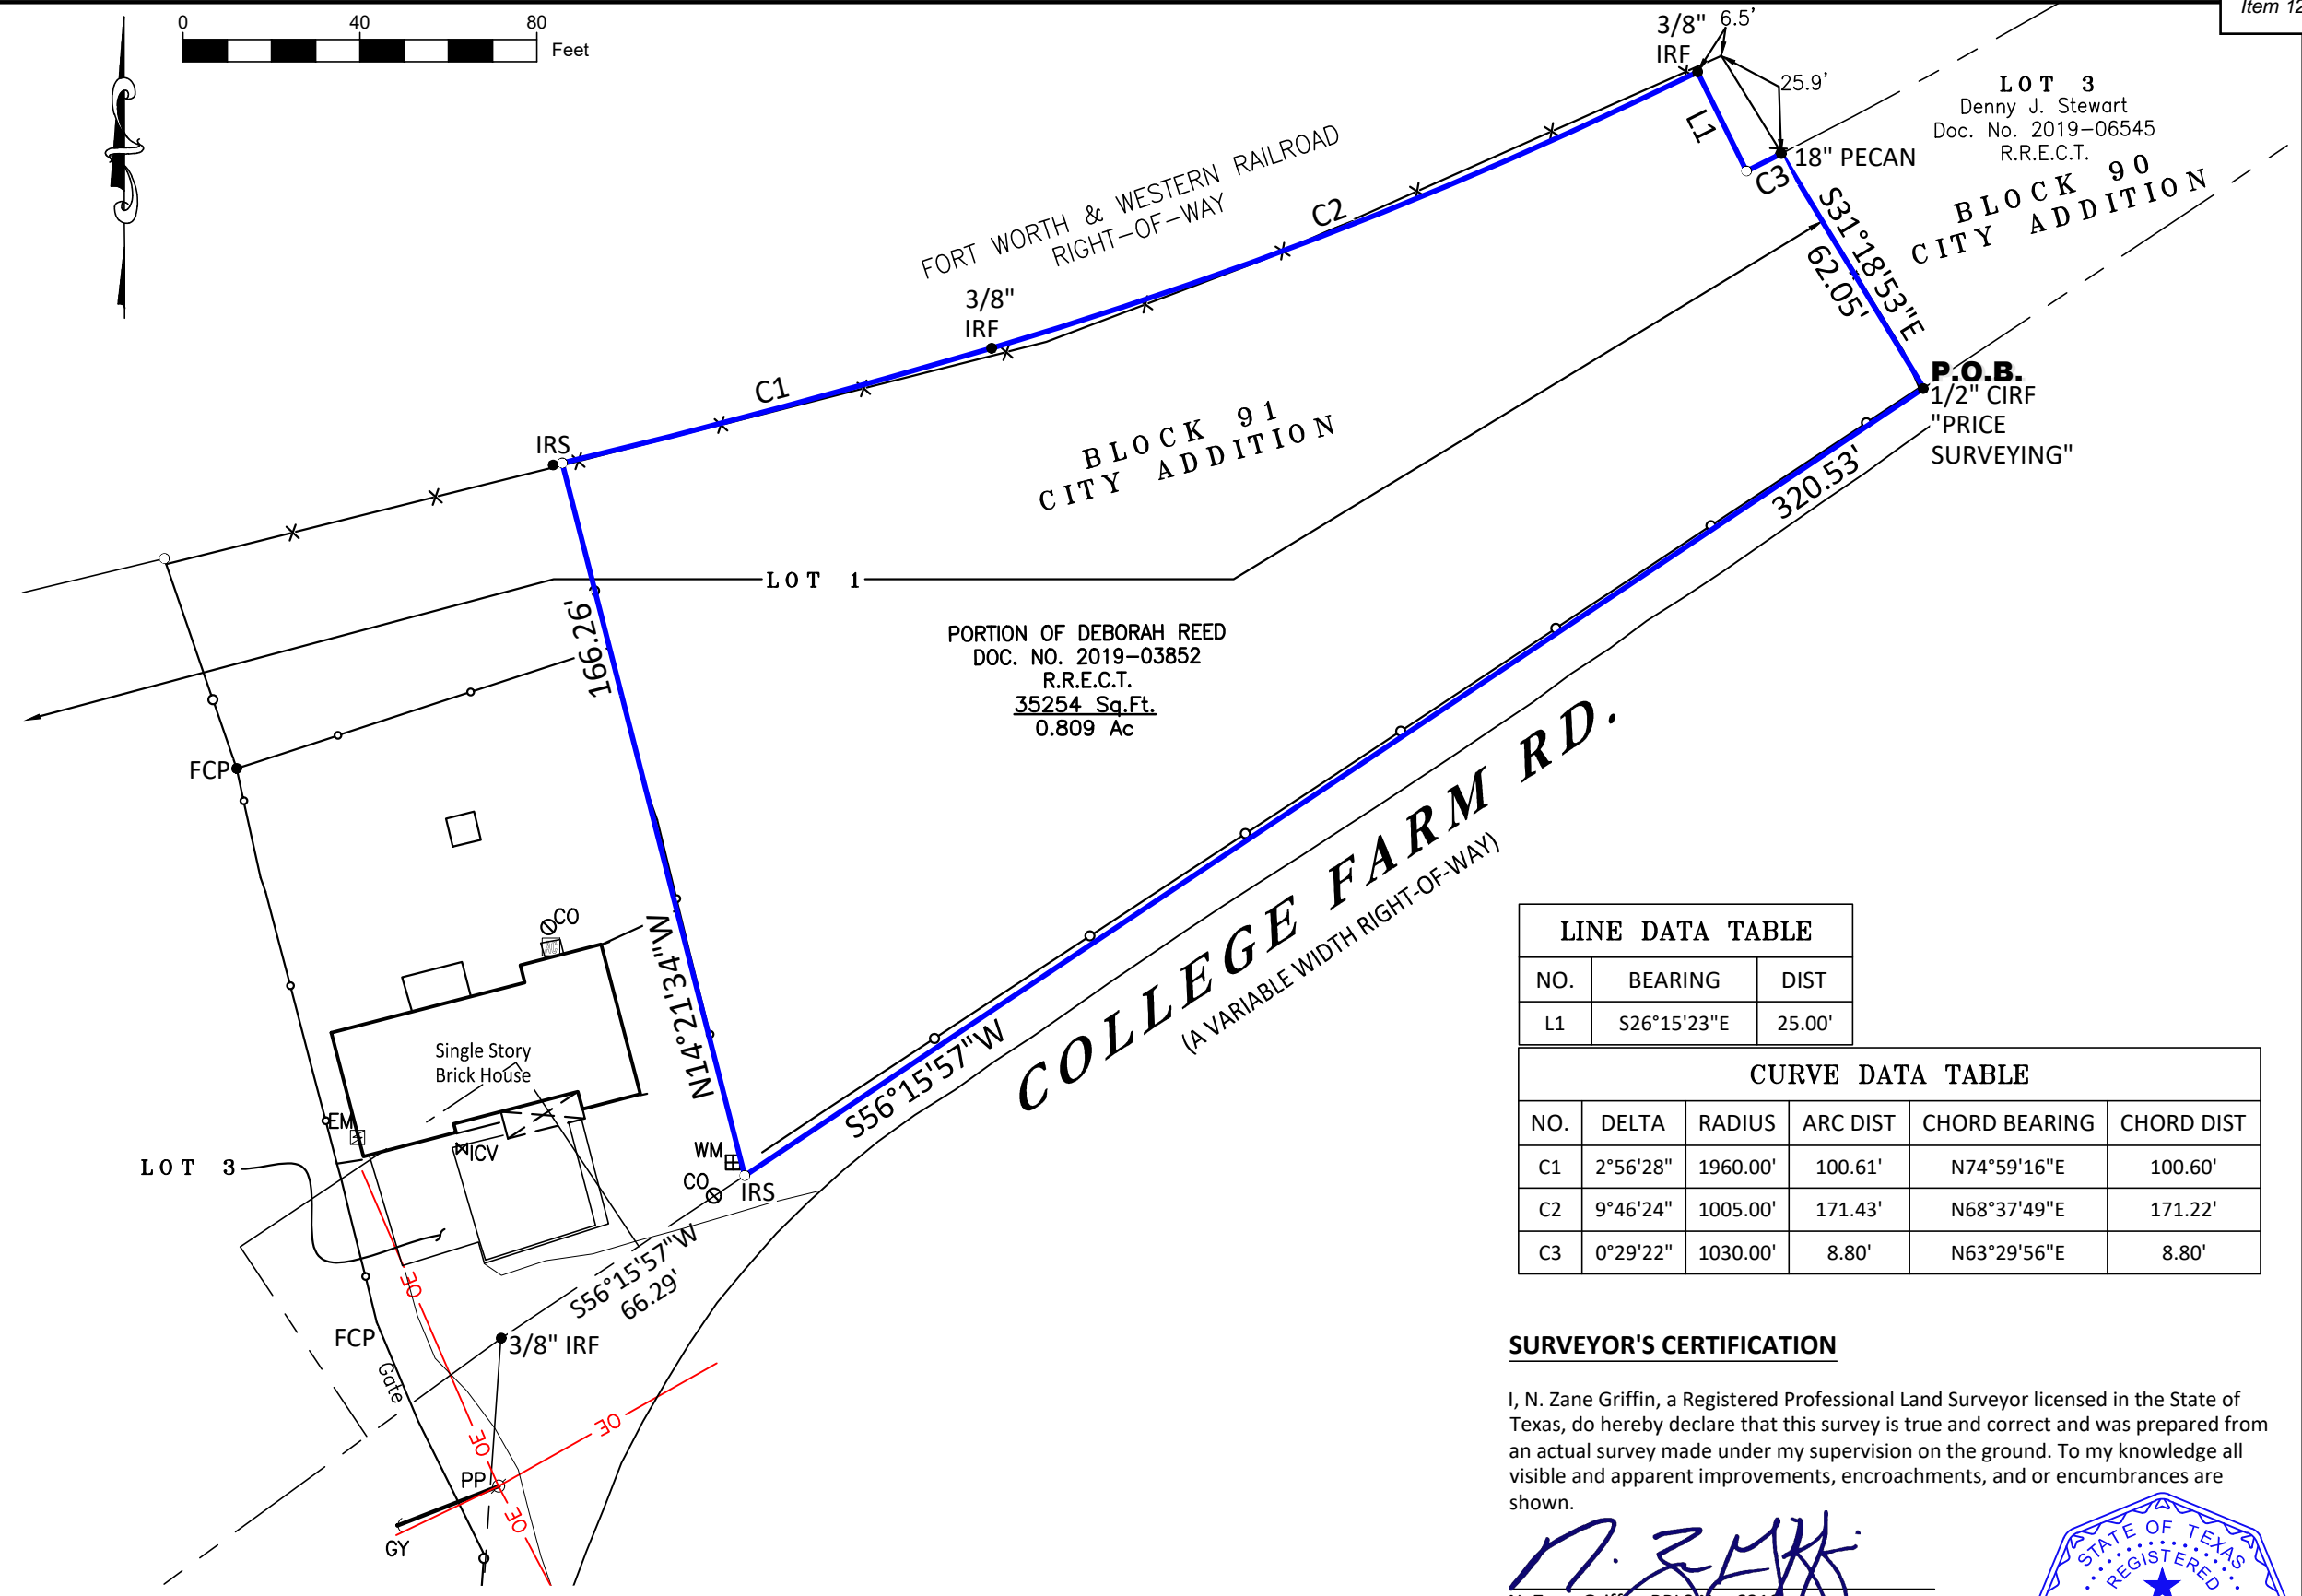 Item 12
0 40 80
Feet
3/8"
IRF
6.5'
25.9'
L1
C3
18" PECAN
LOT 3
Denny J. Stewart
Doc. No. 2019-06545
R.R.E.C.T.
BLOCK 90
CITY ADDITION
FORT WORTH & WESTERN RAILROAD
RIGHT-OF-WAY
C2
S31°18'53"E
62.05'
3/8"
IRF
C1
P.O.B.
1/2" CIRF
"PRICE
SURVEYING"
IRS
BLOCK 91
CITY ADDITION
320.53'
LOT 1
166.26'
PORTION OF DEBORAH REED
DOC. NO. 2019-03852
R.R.E.C.T.
35254 Sq.Ft.
0.809 Ac
FCP
COLLEGE FARM RD.
(A VARIABLE WIDTH RIGHT-OF-WAY)
CO
N14°21'34"W
S56°15'57"W
Single Story
Brick House
EM
ICV
WM
CO
IRS
LOT 3
S56°15'57"W
66.29'
OE
FCP
3/8" IRF
Gate
OE
OE
PP
OE
GY
LINE DATA TABLE
NO. BEARING DIST
L1 S26°15'23"E 25.00'
CURVE DATA TABLE
NO. DELTA RADIUS ARC DIST CHORD BEARING CHORD DIST
C1 2°56'28" 1960.00' 100.61' N74°59'16"E 100.60'
C2 9°46'24" 1005.00' 171.43' N68°37'49"E 171.22'
C3 0°29'22" 1030.00' 8.80' N63°29'56"E 8.80'
SURVEYOR'S CERTIFICATION
I, N. Zane Griffin, a Registered Professional Land Surveyor licensed in the State of
Texas, do hereby declare that this survey is true and correct and was prepared from
an actual survey made under my supervision on the ground. To my knowledge all
visible and apparent improvements, encroachments, and or encumbrances are
shown.
STATE OF TEXAS
REGISTERED